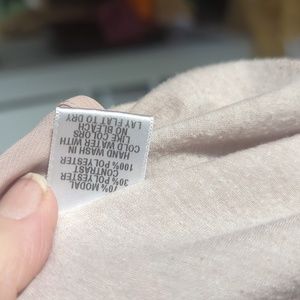 70% MODAL
30% POLYESTER
CONTRAST
100% POLYESTER
HAND WASH IN
COLD WATER WITH
LIKE COLORS
NO BLEACH
LAY FLAT TO DRY